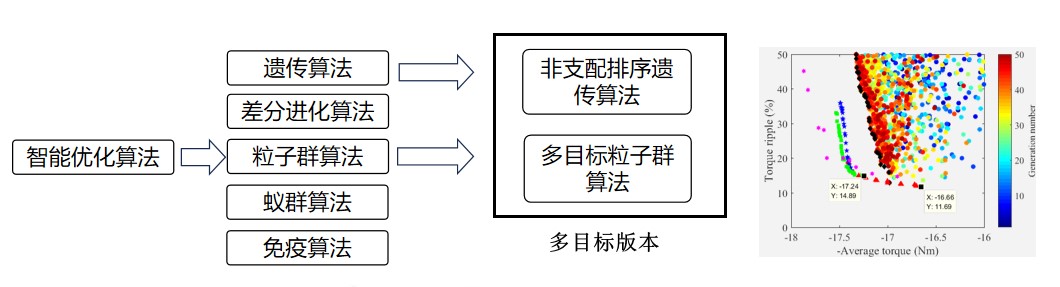 智能优化算法
遗传算法
差分进化算法
粒子群算法
蚁群算法
免疫算法
非支配排序遗
传算法
多目标粒子群
算法
多目标版本
Torque ripple (%)
50
40
30
20
10
0
-18
-17.5
-17
-16.5
-16
-Average torque (Nm)
X: -17.24
Y: 14.89
X: -16.66
Y: 11.69
50
40
30
20
10
Generation number